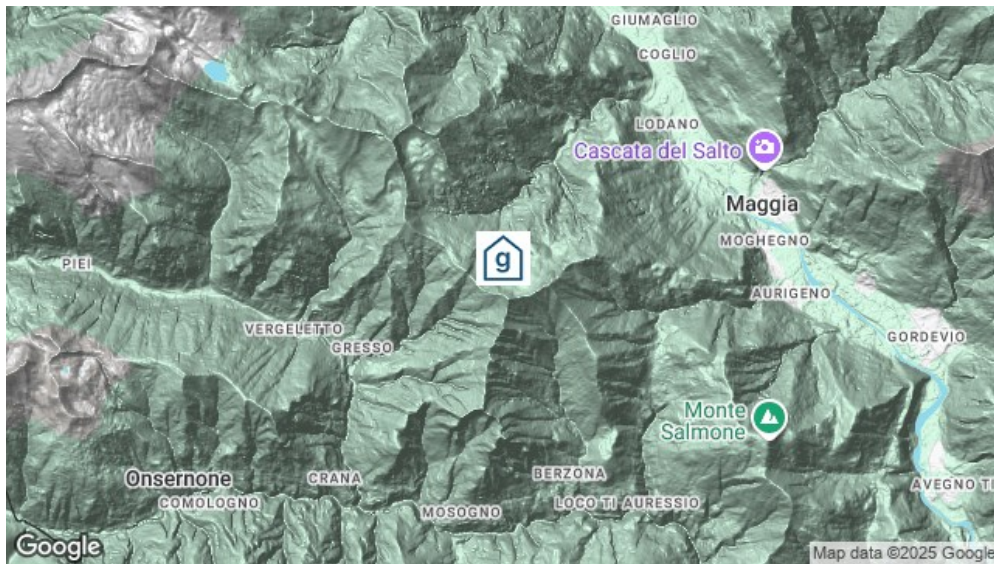 GIUMAGLIO
COGLIO
LODANO
Cascata del Salto
Maggia
MOGHEGNO
PIEI
g
AURIGENO
VERGELETTO
GRESSO
GORDEVIO
Monte
Salmone
Onsernone
CRANA
BERZONA
AVEGNO TI
COMOLOGNO
MOSOGNO
LOCO TI
AURESSIO
Google
Map data ©2025 Google